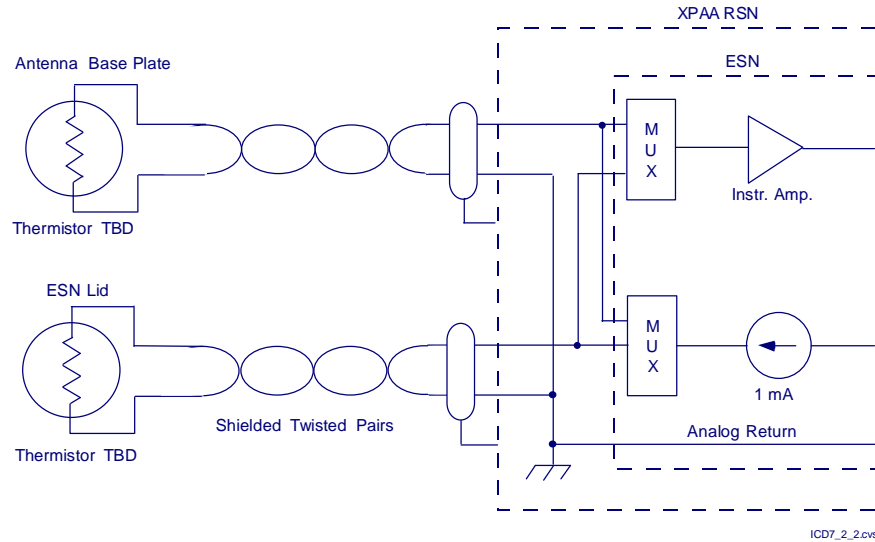 XPAA RSN
ESN
Antenna Base Plate
M
U
X
Instr. Amp.
Thermistor TBD
ESN Lid
M
U
X
1 mA
Shielded Twisted Pairs
Analog Return
Thermistor TBD
ICD7_2_2.cvs